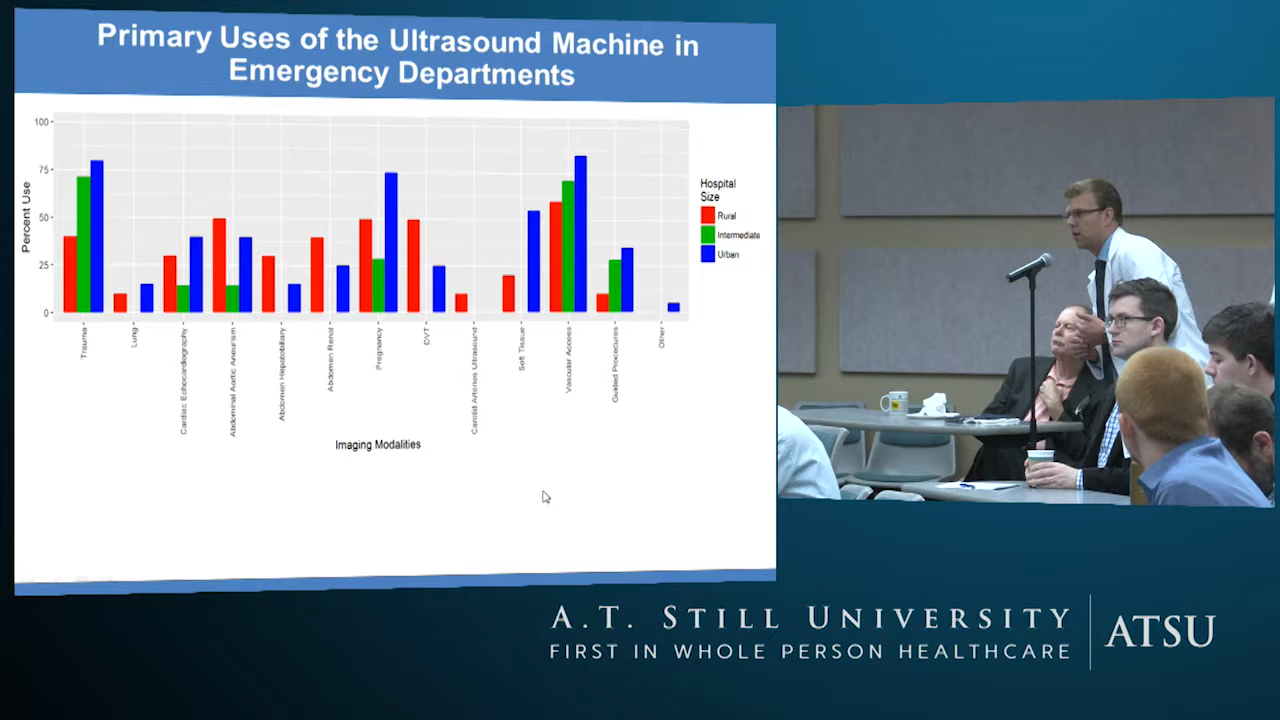 Primary Uses of the Ultrasound Machine in
Emergency Departments
Percent Use
100
75
50
25
0
Hospital
Size
Rural
Intermediate
Urban
Trauma
Lung
Cardiac Echocardiography
Abdominal Aortic Aneurism
Abdomen Hepatobiliary
Abdomen Renal
Pregnancy
DVT
Carotid Arteries Ultrasound
Soft Tissue
Vascular Access
Guided Procedures
Other
Imaging Modalities
A.T. STILL UNIVERSITY
FIRST IN WHOLE PERSON HEALTHCARE
ATSU